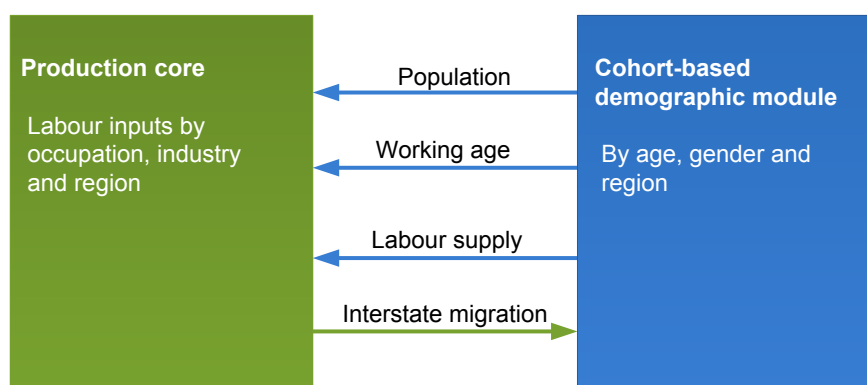 Production core
Labour inputs by
occupation, industry
and region
Population
Working age
Labour supply
Interstate migration
Cohort-based
demographic module
By age, gender and
region